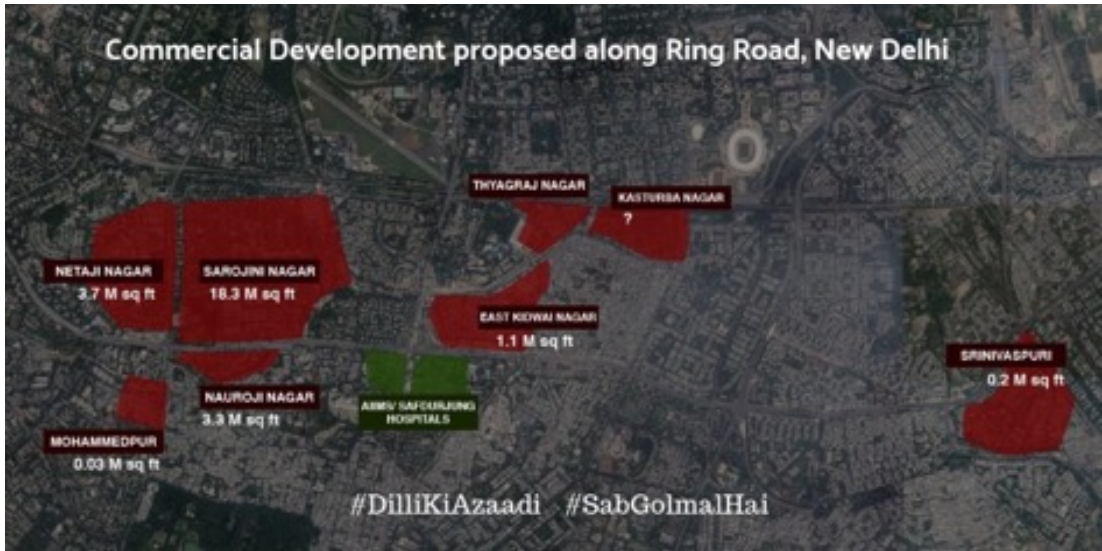 Commercial Development proposed along Ring Road, New Delhi
THYAGRAJ NAGAR
KASTURBA NAGAR
?
NETAJI NAGAR
3.7 M sq ft
SAROJINI NAGAR
18.3 M sq ft
EAST KIDWAI NAGAR
1.1 M sq ft
SRINIVASPURI
0.2 M sq ft
NAUROJI NAGAR
3.3 M sq ft
AIIMS/ SAFDURJUNG
HOSPITALS
MOHAMMEDPUR
0.03 M sq ft
#DilliKiAzaadi #SabGolmalHai